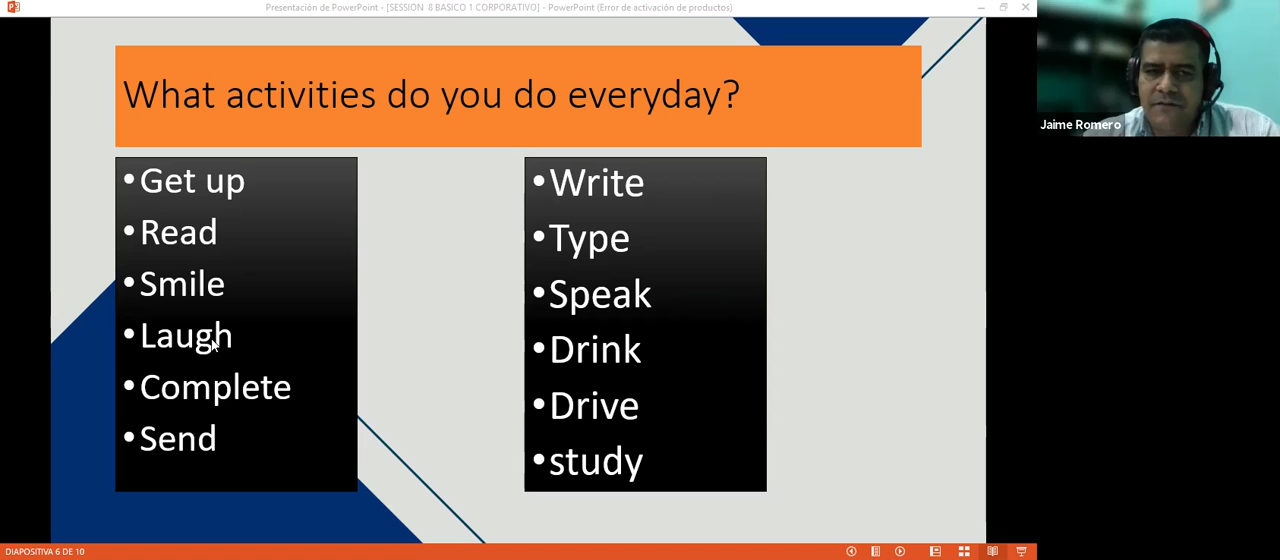 Presentación de PowerPoint - [SESSION 8 BASICO 1 CORPORATIVO] - PowerPoint (Error de activación de productos)
What activities do you do everyday?
Jaime Romero
•Get up
•Read
•Smile
•Laugh
•Complete
•Send
•Write
•Type
•Speak
•Drink
•Drive
•study
DIAPOSITIVA 6 DE 10